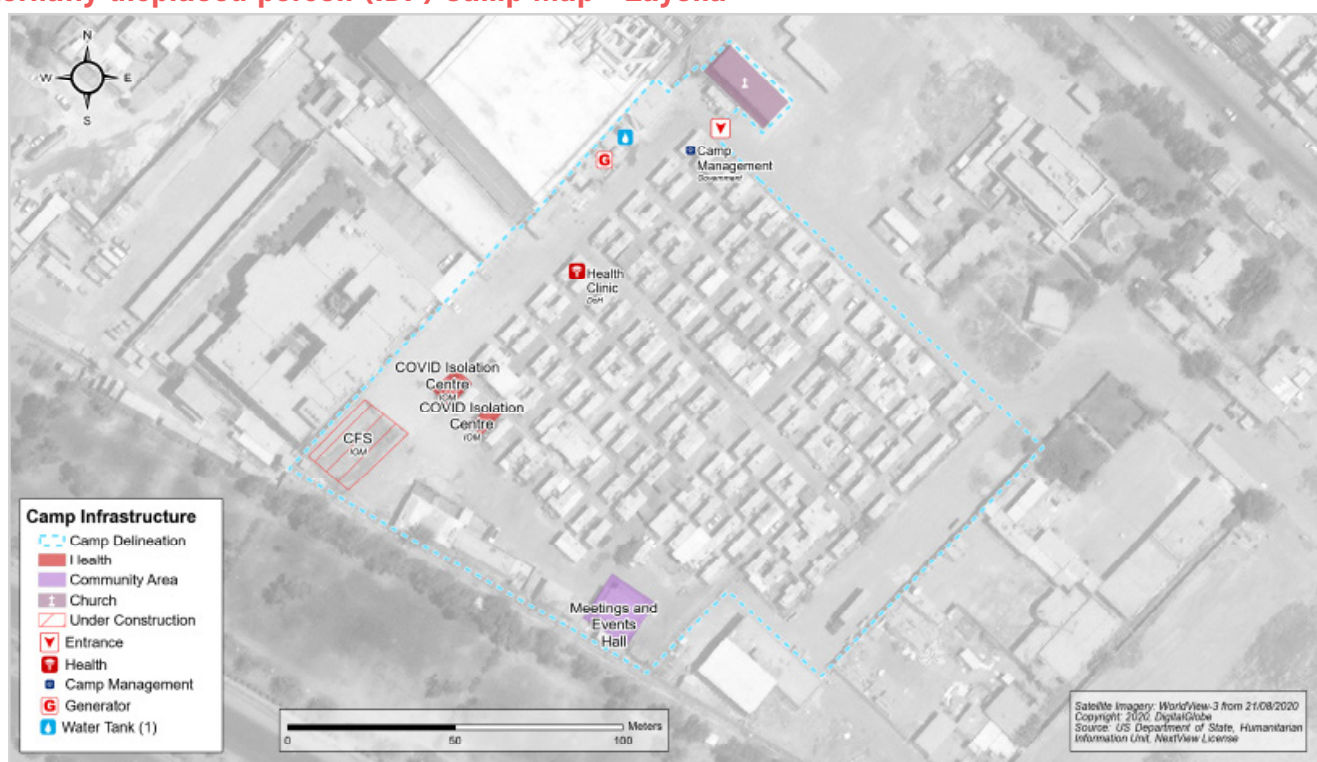 displaced person (IDP) Camp Map - Zayona
N
W
E
S
Camp
Management
Government
G
Health
Clinic
DoH
COVID Isolation
Centre
IOM
COVID Isolation
Centre
IOM
CFS
IOM
Meetings and
Events
Hall
Camp Infrastructure
Camp Delineation
Health
Community Area
Church
Under Construction
Entrance
Health
Camp Management
G Generator
Water Tank (1)
Meters
0 50 100
Satellite Imagery: WorldView-3 from 21/08/2020
Copyright: 2020, DigitalGlobe
Source: US Department of State, Humanitarian
Information Unit, NextView License